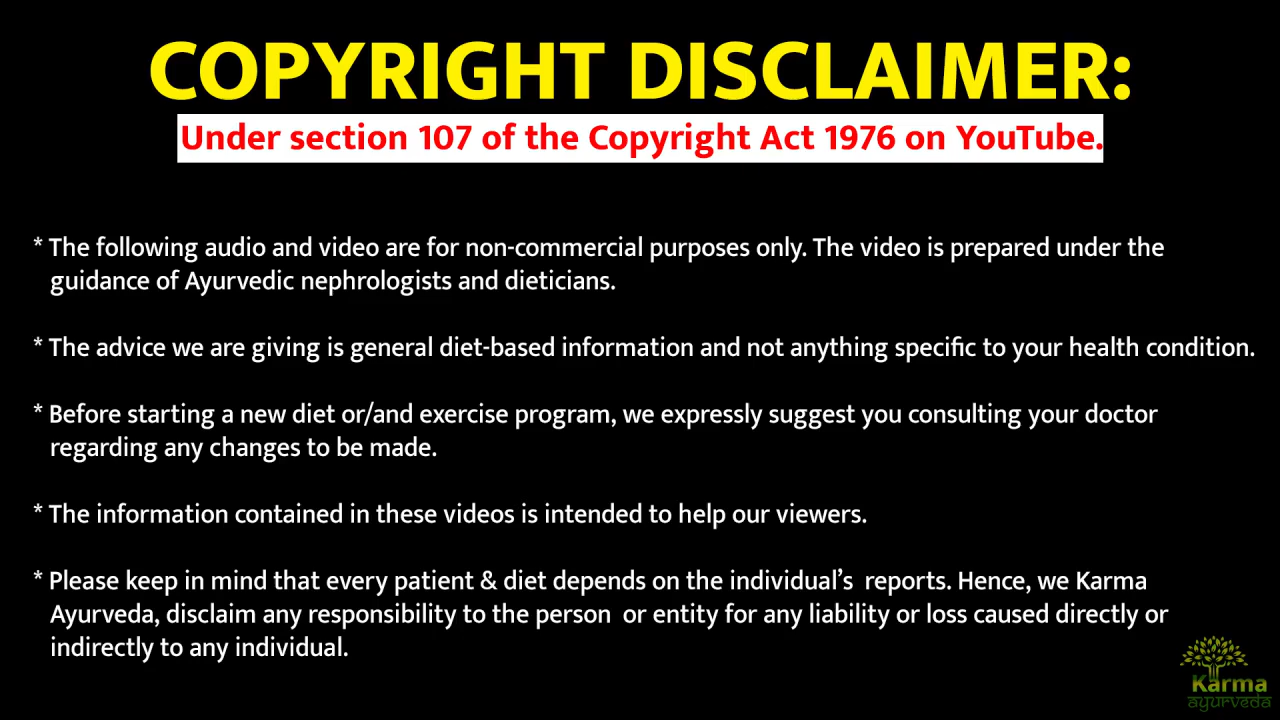 COPYRIGHT DISCLAIMER:
Under section 107 of the Copyright Act 1976 on YouTube.
* The following audio and video are for non-commercial purposes only. The video is prepared under the
guidance of Ayurvedic nephrologists and dieticians.
* The advice we are giving is general diet-based information and not anything specific to your health condition.
* Before starting a new diet or/and exercise program, we expressly suggest you consulting your doctor
regarding any changes to be made.
* The information contained in these videos is intended to help our viewers.
* Please keep in mind that every patient & diet depends on the individual’s  reports. Hence, we Karma
Ayurveda, disclaim any responsibility to the person  or entity for any liability or loss caused directly or
indirectly to any individual.
Karma
ayurveda